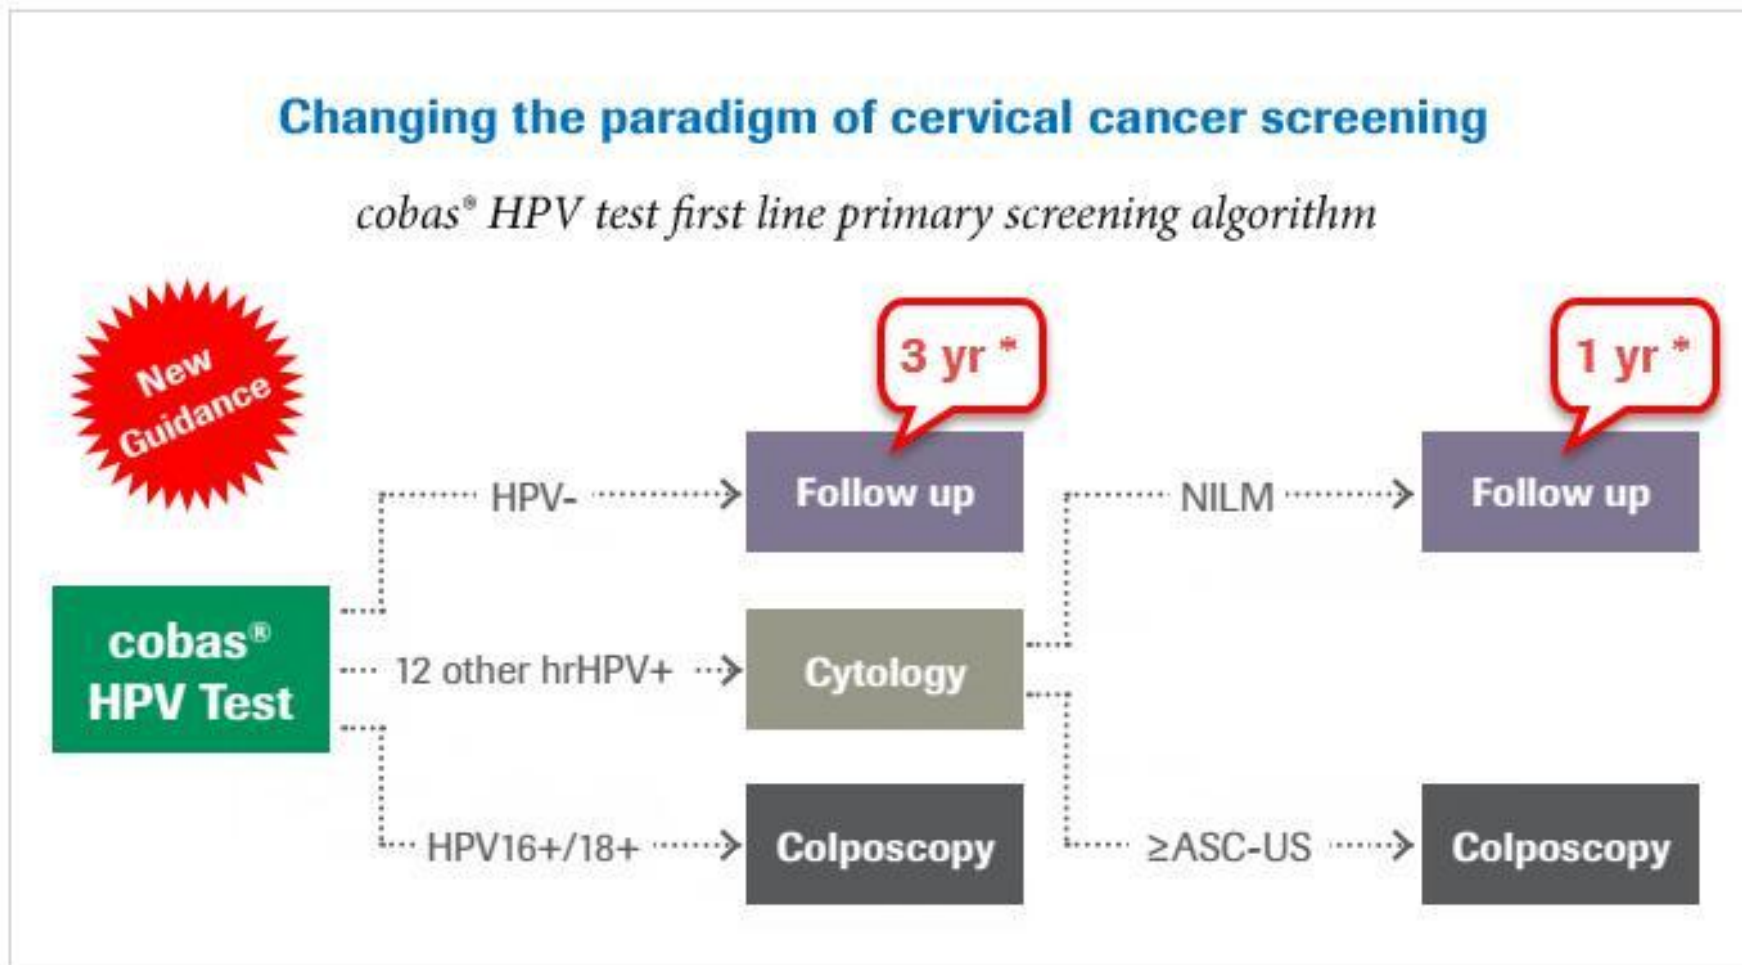 Changing the paradigm of cervical cancer screening
cobas® HPV test first line primary screening algorithm
New
Guidance
3 yr *
1 yr *
HPV-
Follow up
NILM
Follow up
cobas®
HPV Test
12 other hrHPV+
Cytology
HPV16+/18+
Colposcopy
≥ASC-US
Colposcopy